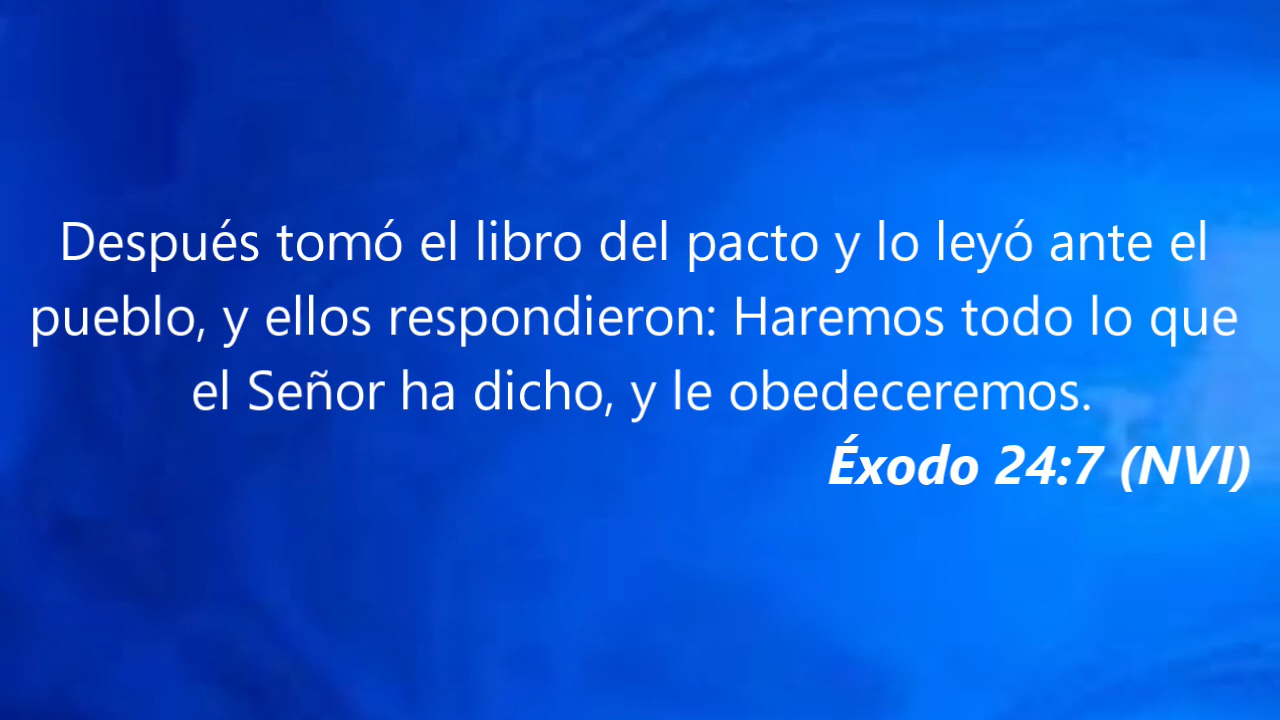 Después tomó el libro del pacto y lo leyó ante el
pueblo, y ellos respondieron: Haremos todo lo que
el Señor ha dicho, y le obedeceremos.
Éxodo 24:7 (NVI)